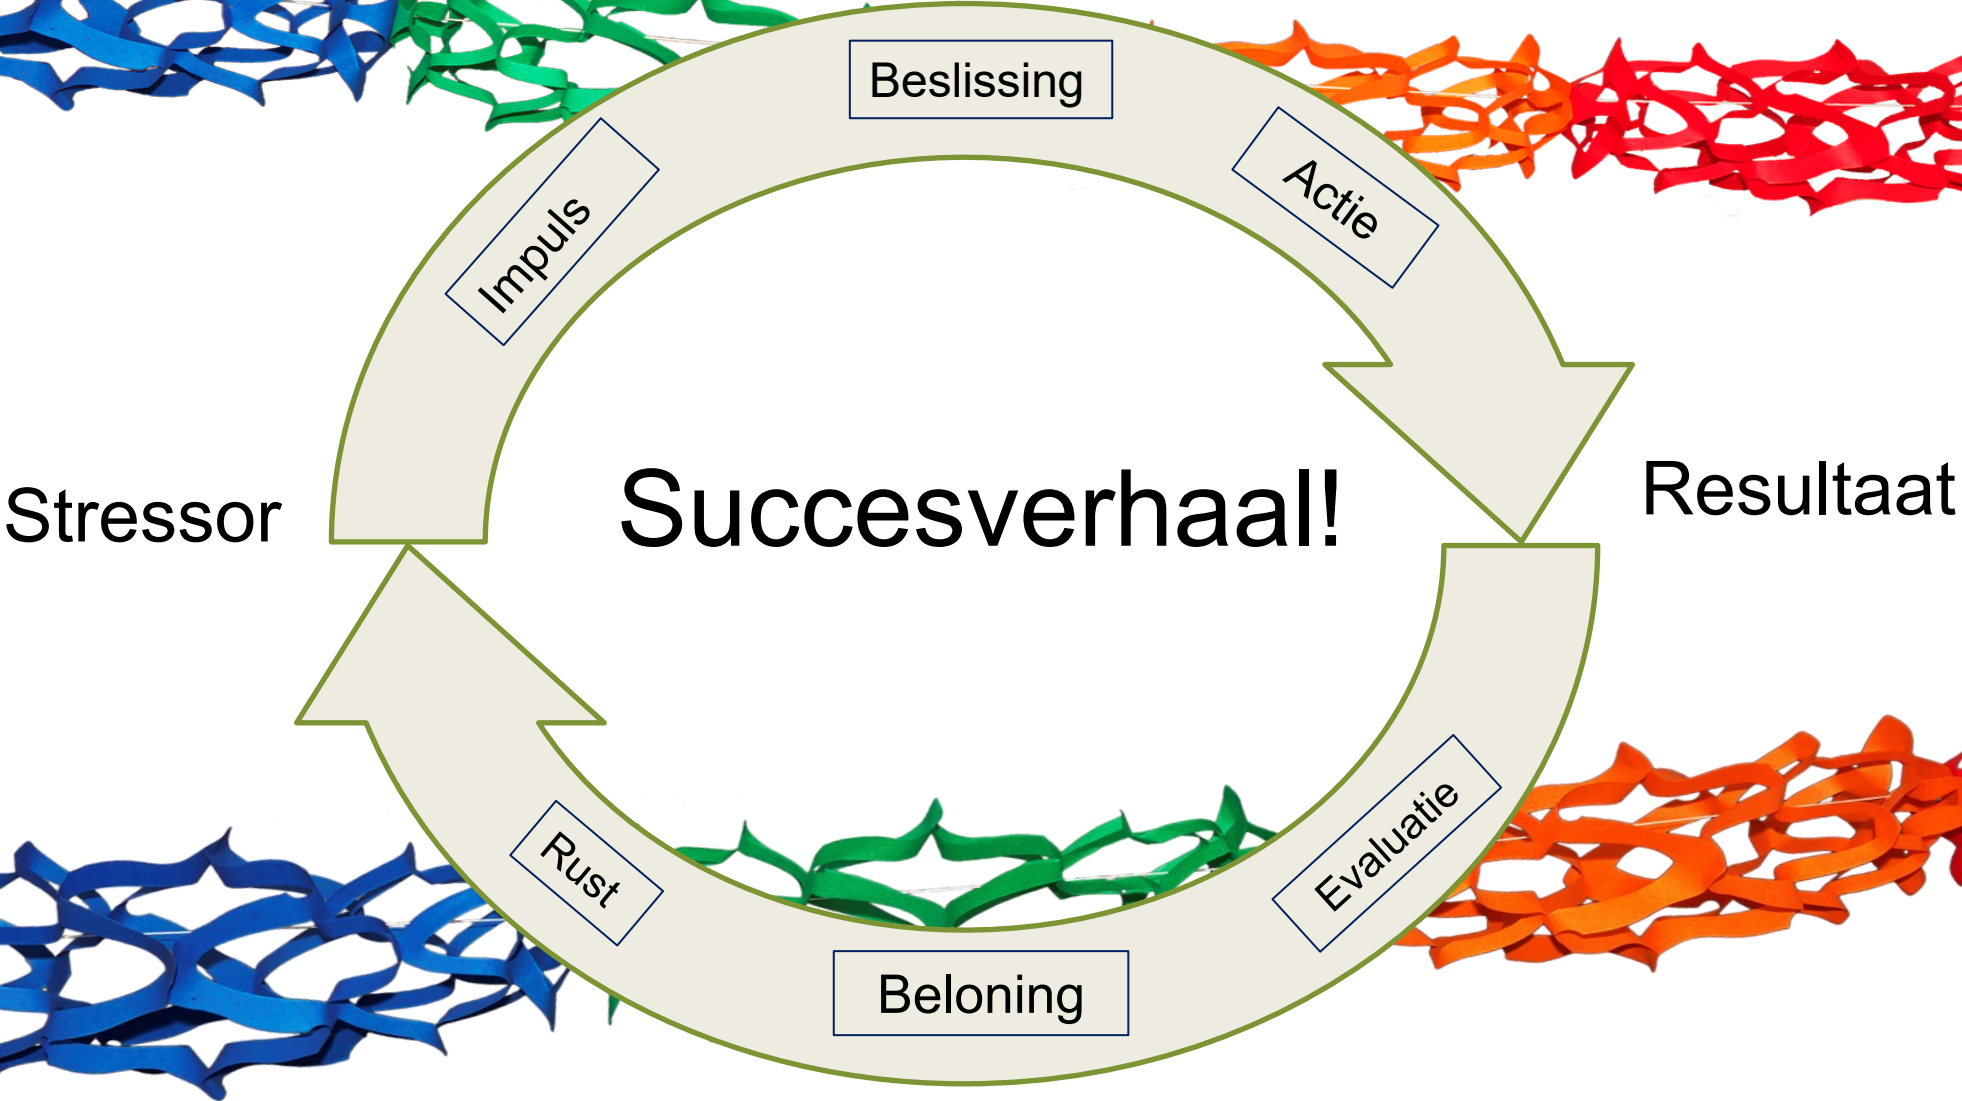 Beslissing
Actie
Impuls
Stressor
Succesverhaal!
Resultaat
Evaluatie
Rust
Beloning